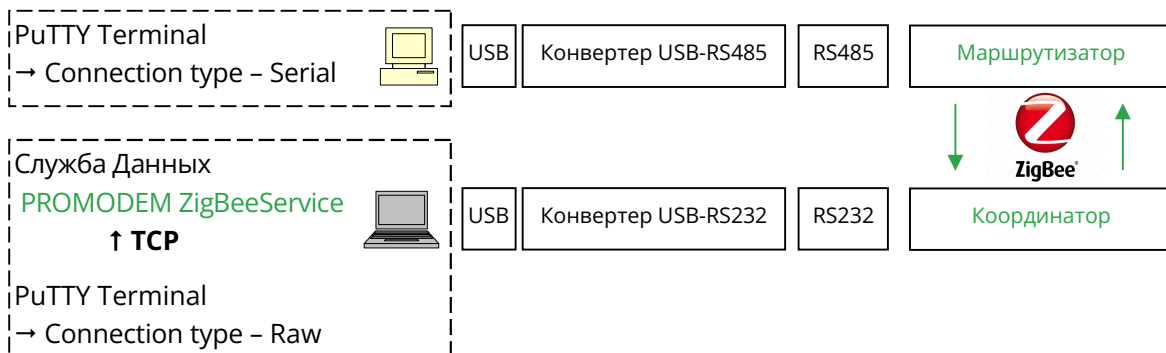 PuTTY Terminal
→ Connection type – Serial
USB
Конвертер USB-RS485
RS485
Маршрутизатор
ZigBee®
Служба Данных
PROMODEM ZigBeeService
↑ TCP
PuTTY Terminal
→ Connection type – Raw
USB
Конвертер USB-RS232
RS232
Координатор